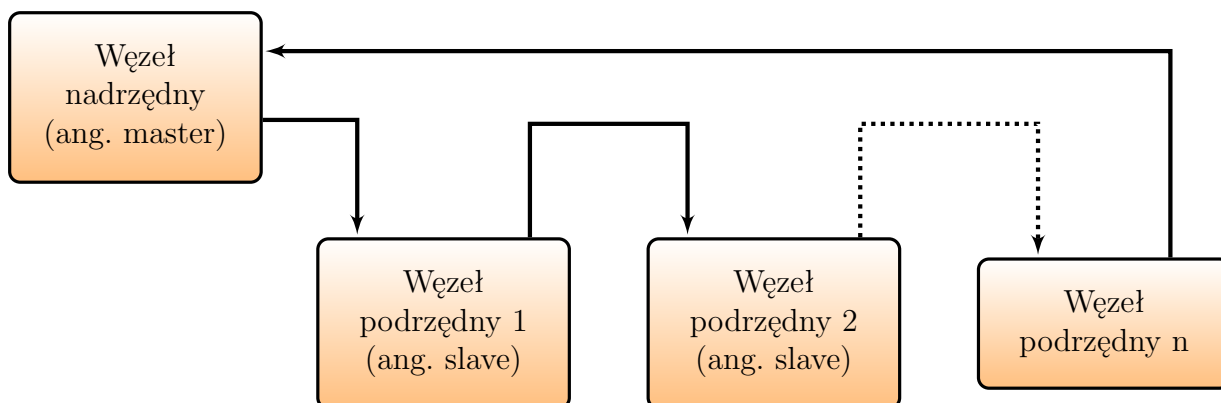 Węzeł
nadrzędny
(ang. master)
Węzeł
podrzędny 1
(ang. slave)
Węzeł
podrzędny 2
(ang. slave)
Węzeł
podrzędny n